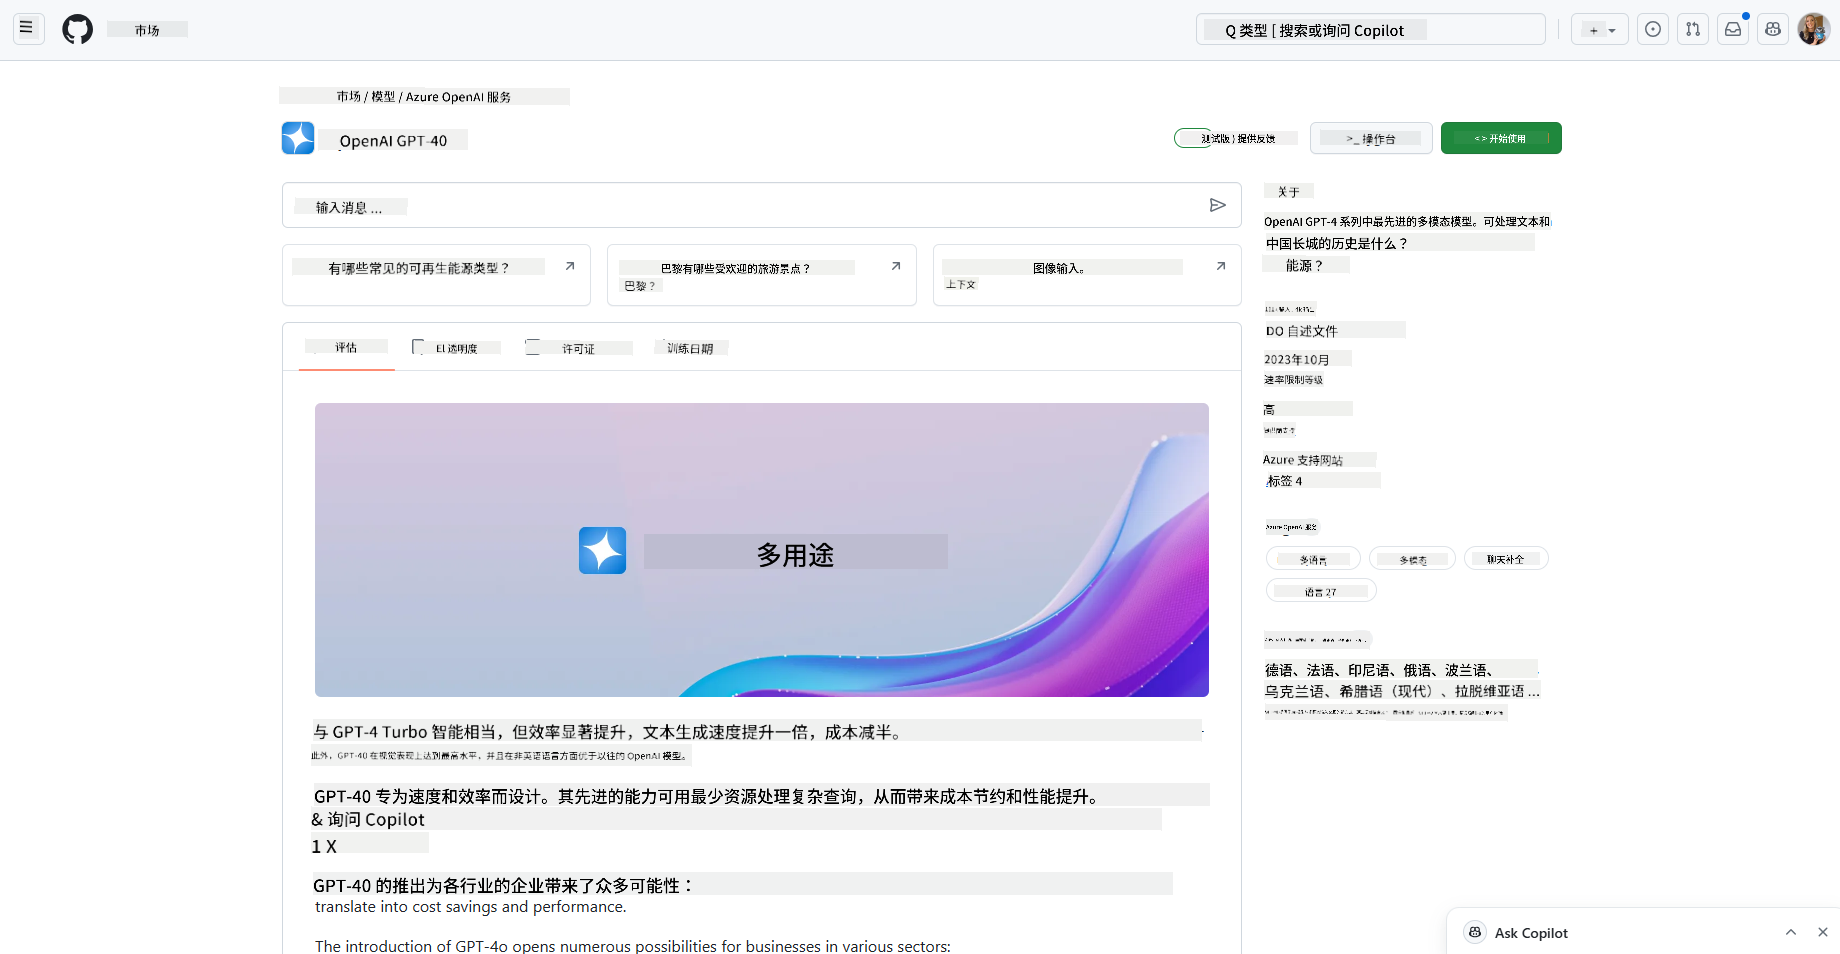 市场
Q 类型 [ 搜索或询问 Copilot
市场 / 模型 / Azure OpenAI 服务
OpenAI GPT-40
测试版 ) 提供反馈
>_ 操作台
<> 开始使用
输入消息 ...
有哪些常见的可再生能源类型？
巴黎有哪些受欢迎的旅游景点？
巴黎？
图像输入。
上下文
评估
EI 透明度
许可证
训练日期
多用途
与 GPT-4 Turbo 智能相当，但效率显著提升，文本生成速度提升一倍，成本减半。
此外，GPT-40 在视觉表现上达到最高水平，并且在非英语语言方面优于以往的 OpenAI 模型。
GPT-40 专为速度和效率而设计。其先进的能力可用最少资源处理复杂查询，从而带来成本节约和性能提升。
& 询问 Copilot
1 X
GPT-40 的推出为各行业的企业带来了众多可能性：
translate into cost savings and performance.
The introduction of GPT-4o opens numerous possibilities for businesses in various sectors:
关于
OpenAI GPT-4 系列中最先进的多模态模型。可处理文本和
中国长城的历史是什么？
能源？
DO 自述文件
2023年10月
速率限制等级
高
Azure 支持网站
标签 4
Azure OpenAI 服务
多语言
多模态
聊天补全
语言 27
德语、法语、印尼语、俄语、波兰语、
乌克兰语、希腊语（现代）、拉脱维亚语 ...
Ask Copilot